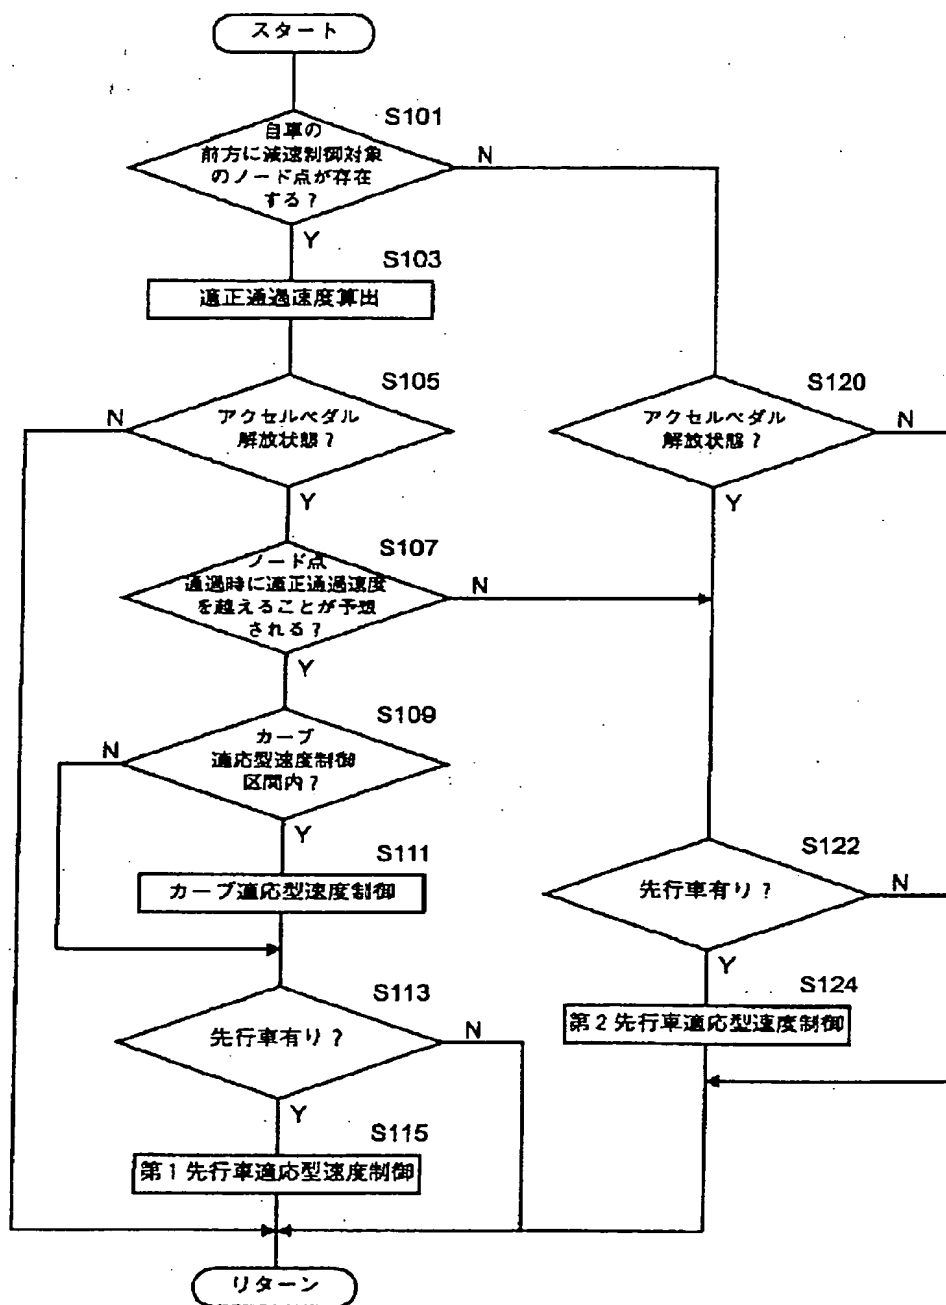 スタート
S101
自車の
前方に減速制御対象
のノード点が存在
する?
N
Y
S103
適正通過速度算出
S105
アクセルペダル
解放状態?
N
Y
S120
アクセルペダル
解放状態?
N
Y
S107
ノード点
通過時に適正通過速度
を越えることが予想
される?
N
Y
S109
カーブ
適応型速度制御
区間内?
N
Y
S111
カーブ適応型速度制御
S122
先行車有り?
N
Y
S113
先行車有り?
N
Y
S124
第2先行車適応型速度制御
S115
第1先行車適応型速度制御
リターン